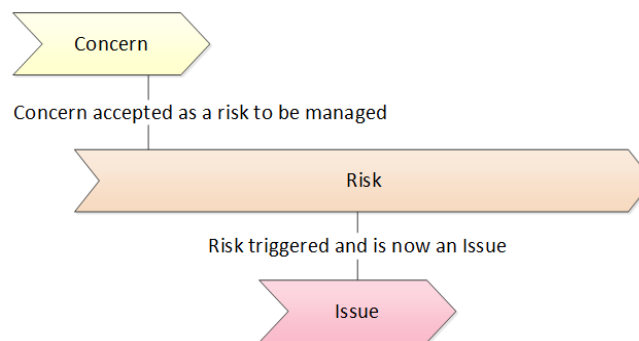 Concern
Concern accepted as a risk to be managed
Risk
Risk triggered and is now an Issue
Issue